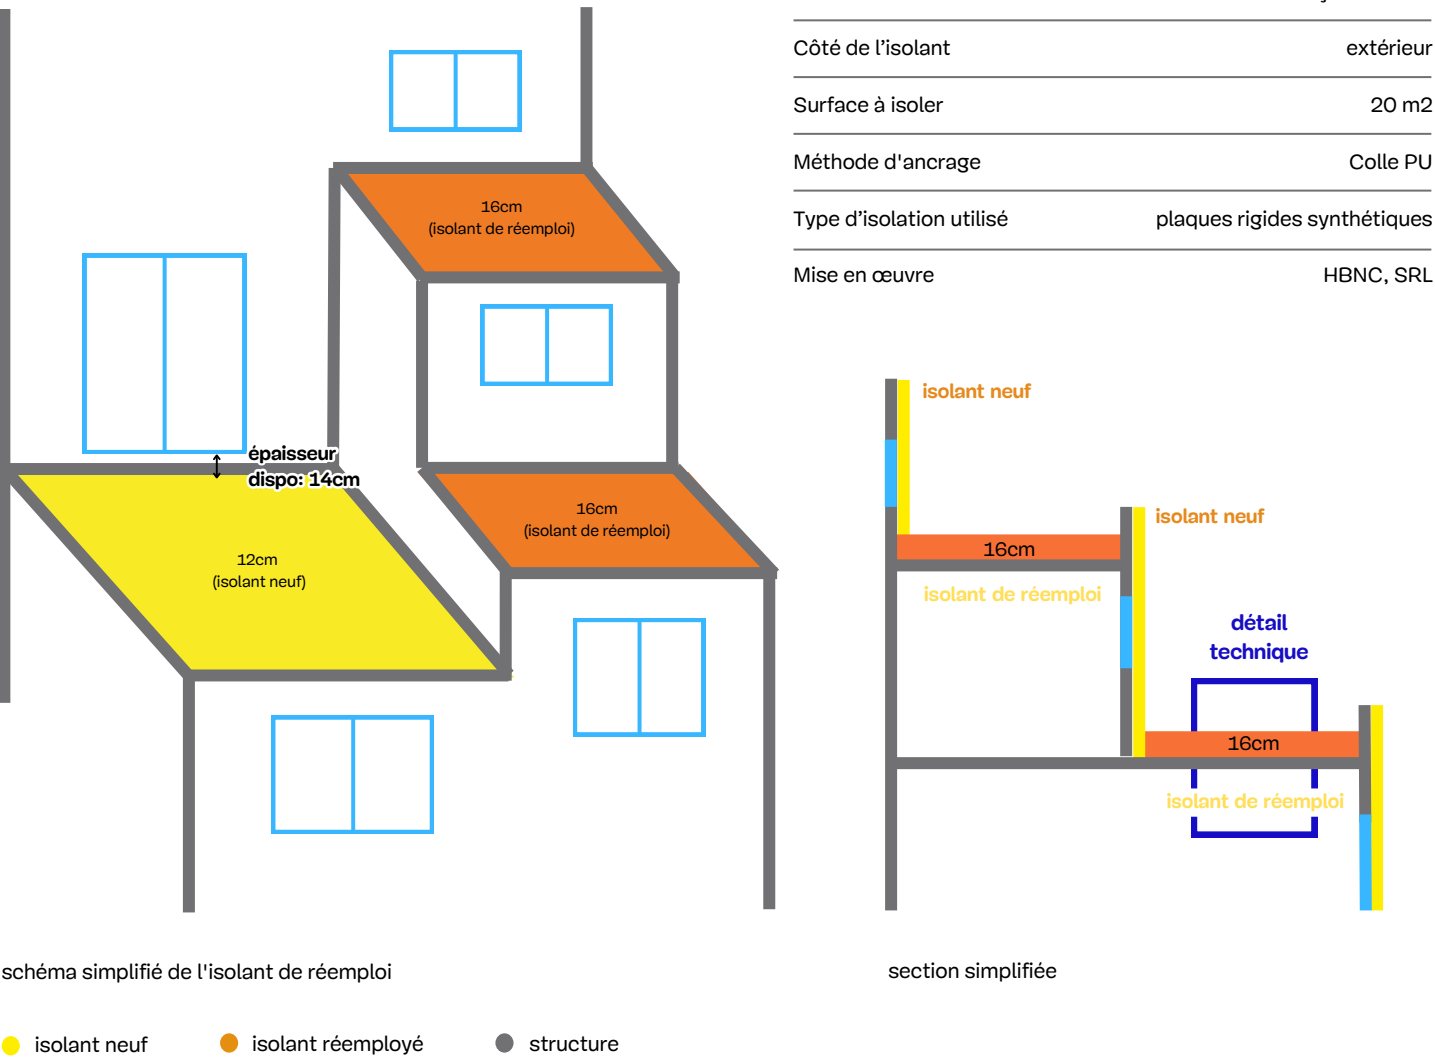 Côté de l'isolant extérieur
Surface à isoler 20 m2
Méthode d'ancrage Colle PU
Type d'isolation utilisé plaques rigides synthétiques
Mise en œuvre HBNC, SRL
16cm
(isolant de réemploi)
épaisseur
dispo: 14cm
16cm
(isolant de réemploi)
12cm
(isolant neuf)
isolant neuf
isolant neuf
16cm
isolant de réemploi
détail
technique
16cm
isolant de réemploi
schéma simplifié de l'isolant de réemploi
section simplifiée
isolant neuf
isolant réemployé
structure